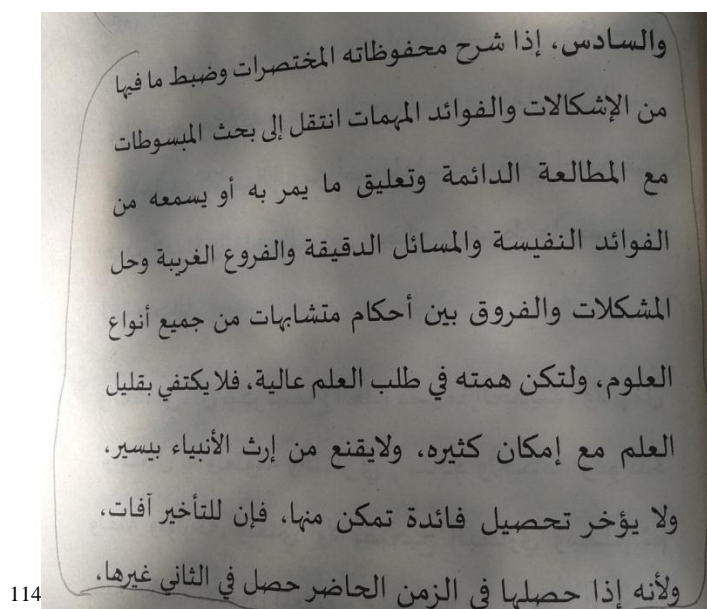 والسادس، إذا شرح محفوظاته المختصرات وضبط ما فيها
من الإشكالات والفوائد المهمات انتقل إلى بحث المبسوطات
مع المطالعة الدائمة وتعليق ما يمر به أو يسمعه من
الفوائد النفيسة والمسائل الدقيقة والفروع الغريبة وحل
المشكلات والفروق بين أحكام متشابهات من جميع أنواع
العلوم، ولتكن همته في طلب العلم عالية، فلا يكتفي بقليل
العلم مع إمكان كثيره، ولايقنع من إرث الأنبياء بيسير،
ولا يؤخر تحصيل فائدة تمكن منها، فإن للتأخير آفات،
ولأنه إذا حصلها في الزمن الحاضر حصل في الثاني غيرها،
114